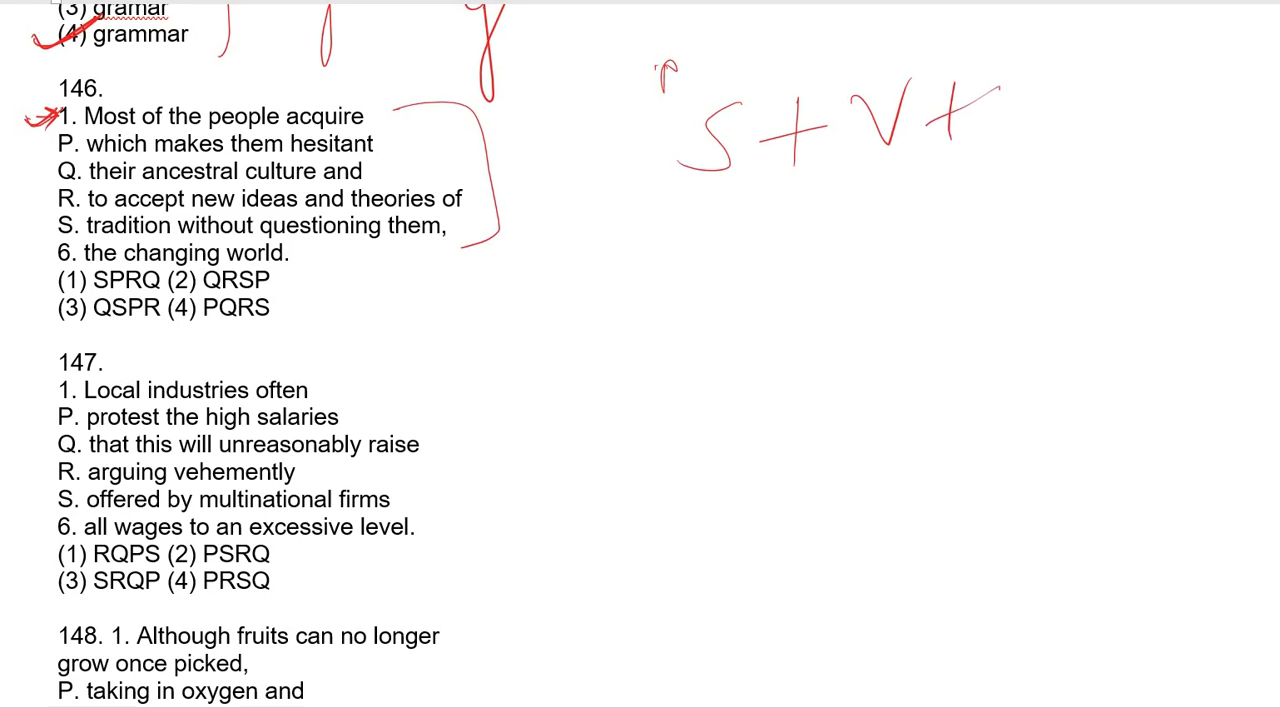 (3) gramar
(4) grammar
146.
1. Most of the people acquire
P. which makes them hesitant
Q. their ancestral culture and
R. to accept new ideas and theories of
S. tradition without questioning them,
6. the changing world.
(1) SPRQ (2) QRSP
(3) QSPR (4) PQRS
S + V +
147.
1. Local industries often
P. protest the high salaries
Q. that this will unreasonably raise
R. arguing vehemently
S. offered by multinational firms
6. all wages to an excessive level.
(1) RQPS (2) PSRQ
(3) SRQP (4) PRSQ
148. 1. Although fruits can no longer
grow once picked,
P. taking in oxygen and